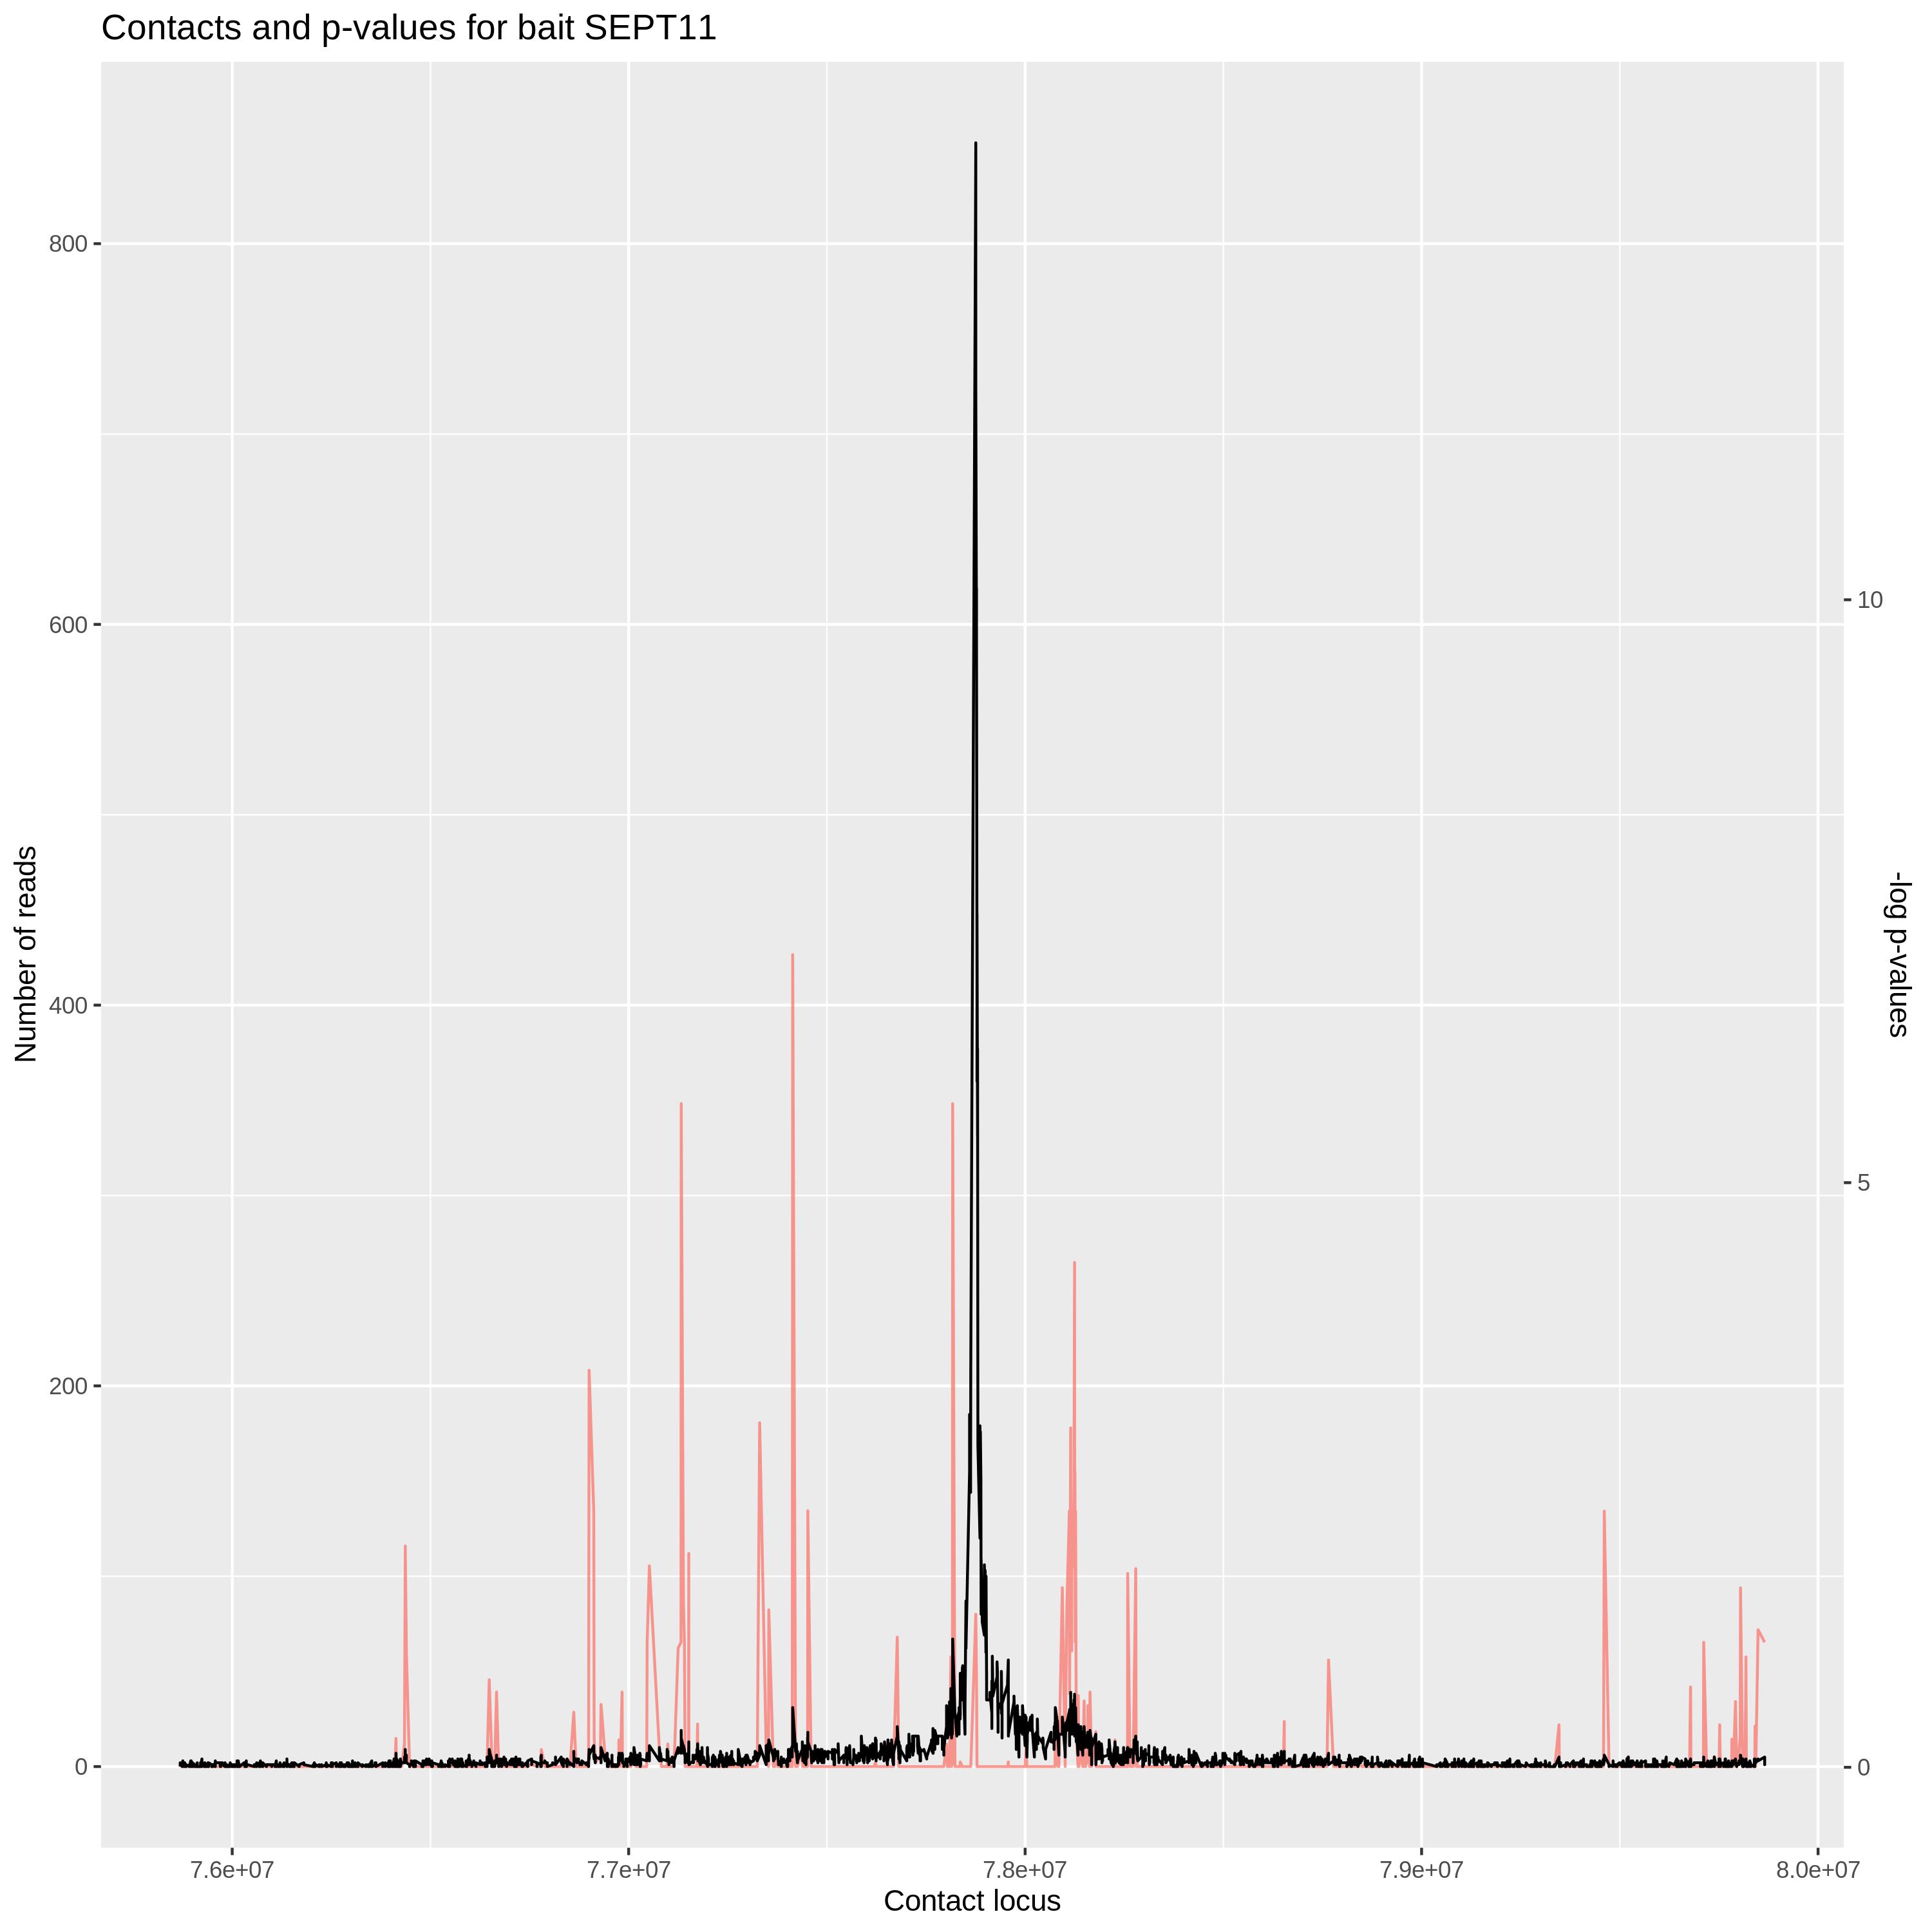 Contacts and p-values for bait SEPT11
800
600
400
200
0
Number of reads
10
5
0
-log p-values
7.6e+07
7.7e+07
7.8e+07
7.9e+07
8.0e+07
Contact locus